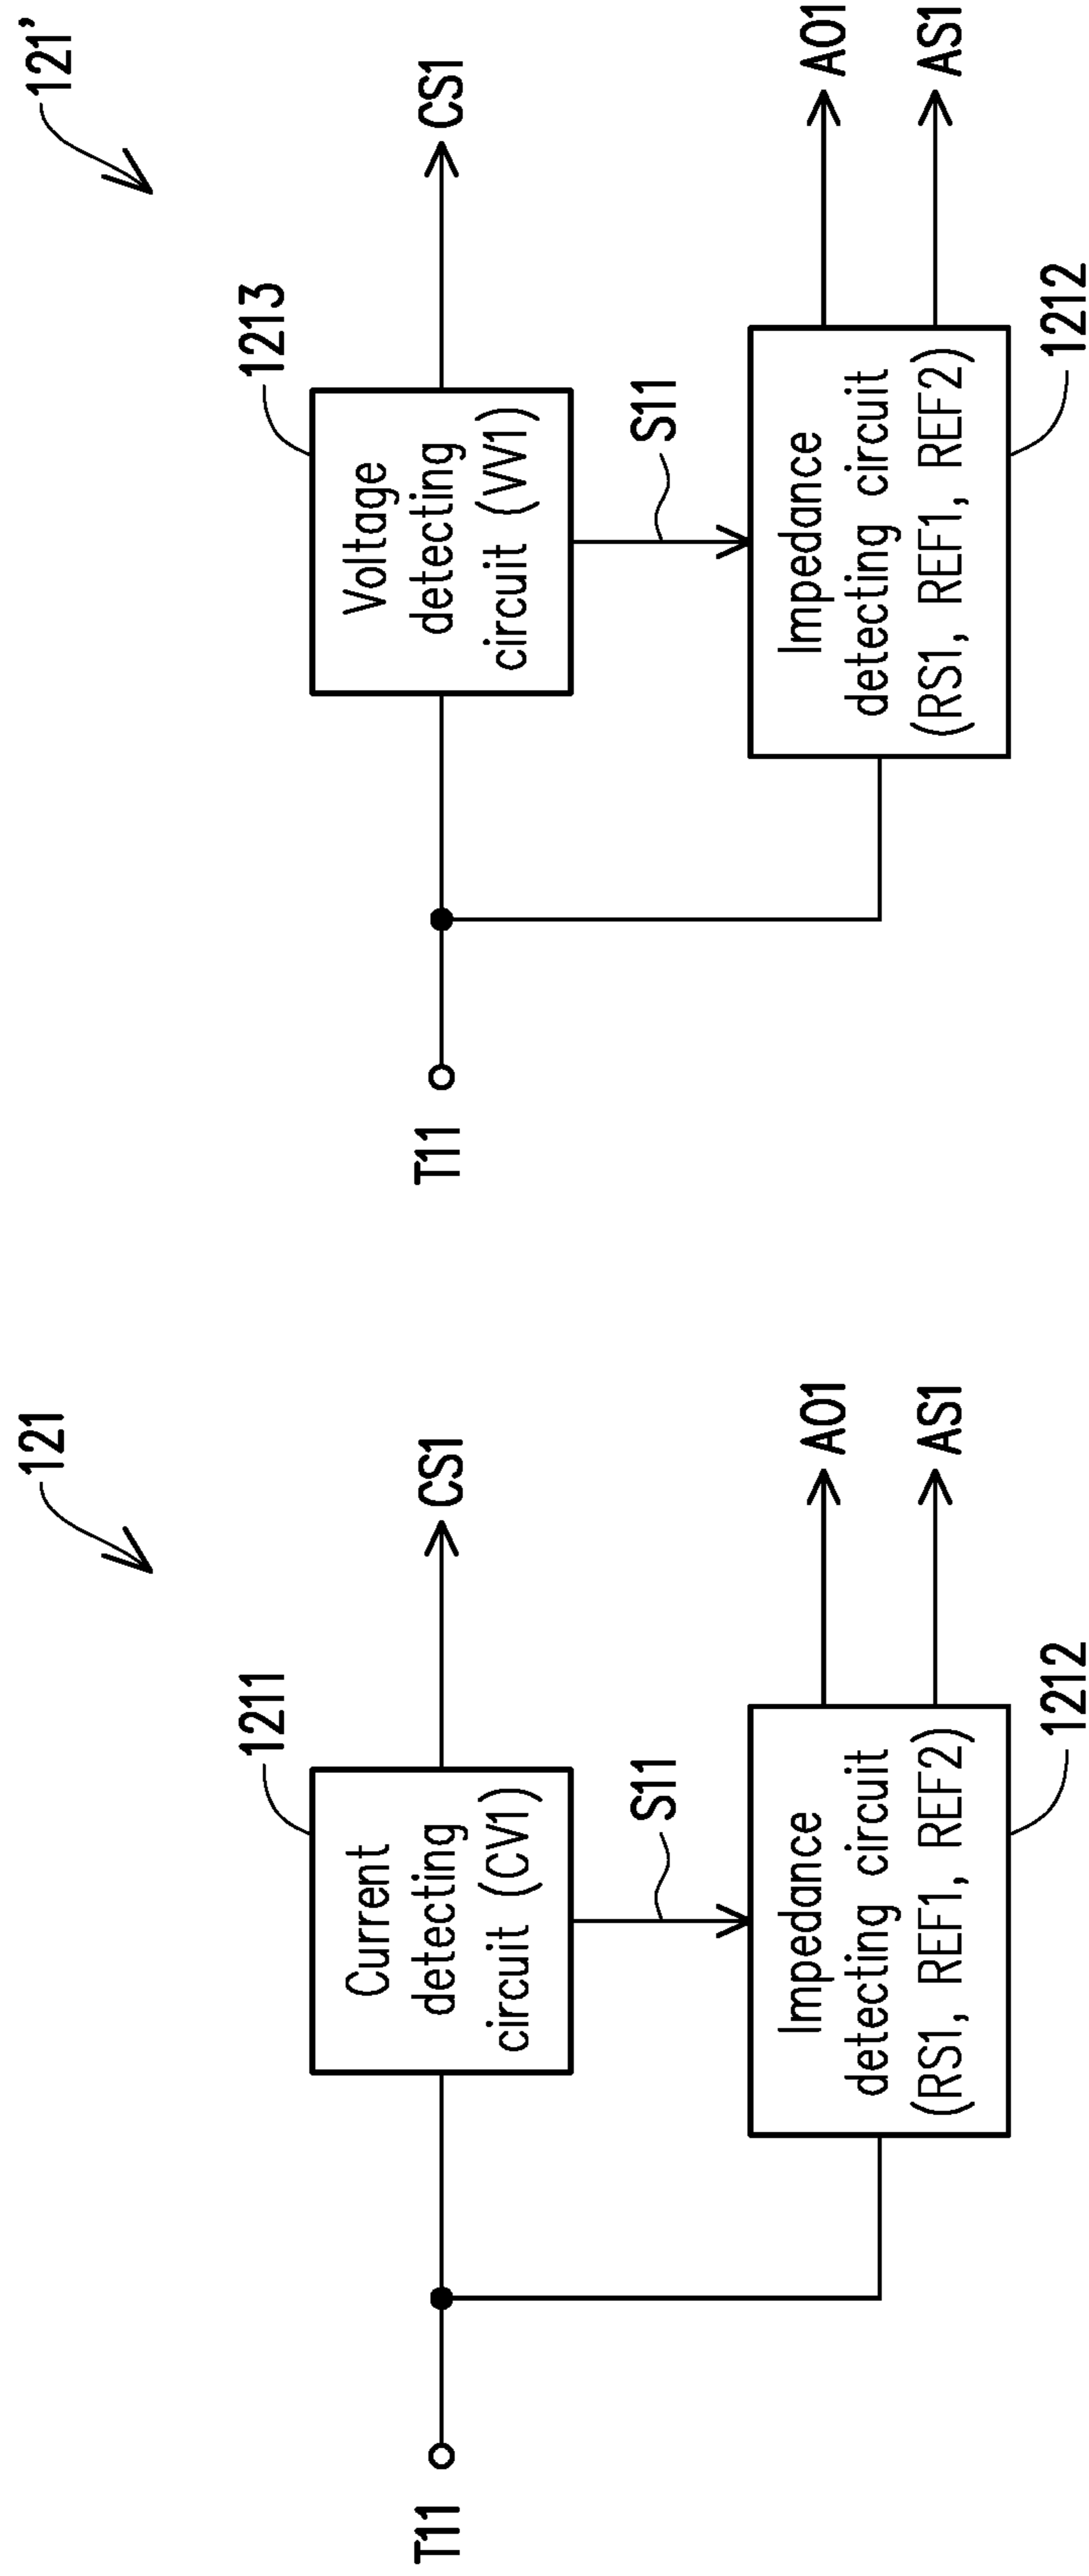 121
1211
Current
detecting
circuit (CV1)
CS1
T11
S11
Impedance
detecting circuit
(RS1, REF1, REF2)
AO1
AS1
1212
121'
1213
Voltage
detecting
circuit (VV1)
CS1
T11
S11
Impedance
detecting circuit
(RS1, REF1, REF2)
AO1
AS1
1212